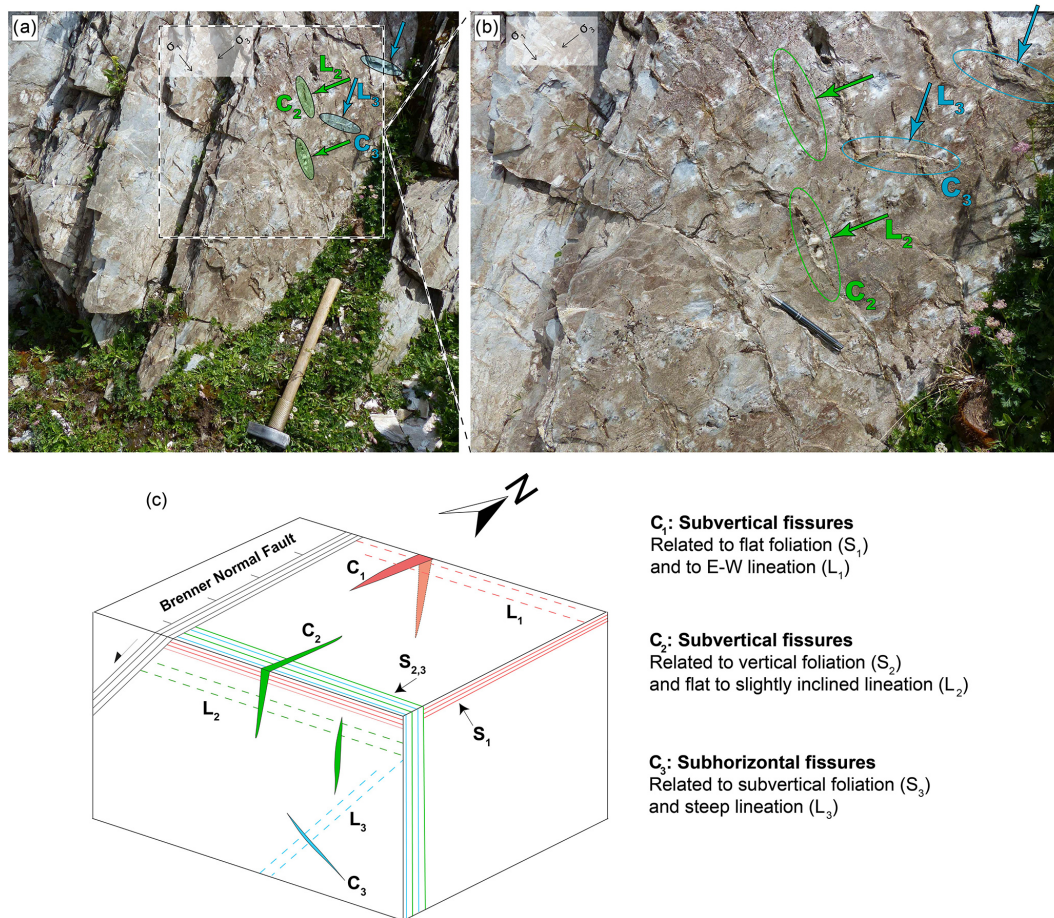 (a)
σ₁
σ₃
L₂
C₂
L₃
C₃
(b)
σ₁
σ₃
L₃
C₃
L₂
C₂
(c)
N
Brenner Normal Fault
C₁
L₁
C₂
S₂,₃
L₂
S₁
L₃
C₃
C₁: Subvertical fissures
Related to flat foliation (S₁)
and to E-W lineation (L₁)
C₂: Subvertical fissures
Related to vertical foliation (S₂)
and flat to slightly inclined lineation (L₂)
C₃: Subhorizontal fissures
Related to subvertical foliation (S₃)
and steep lineation (L₃)